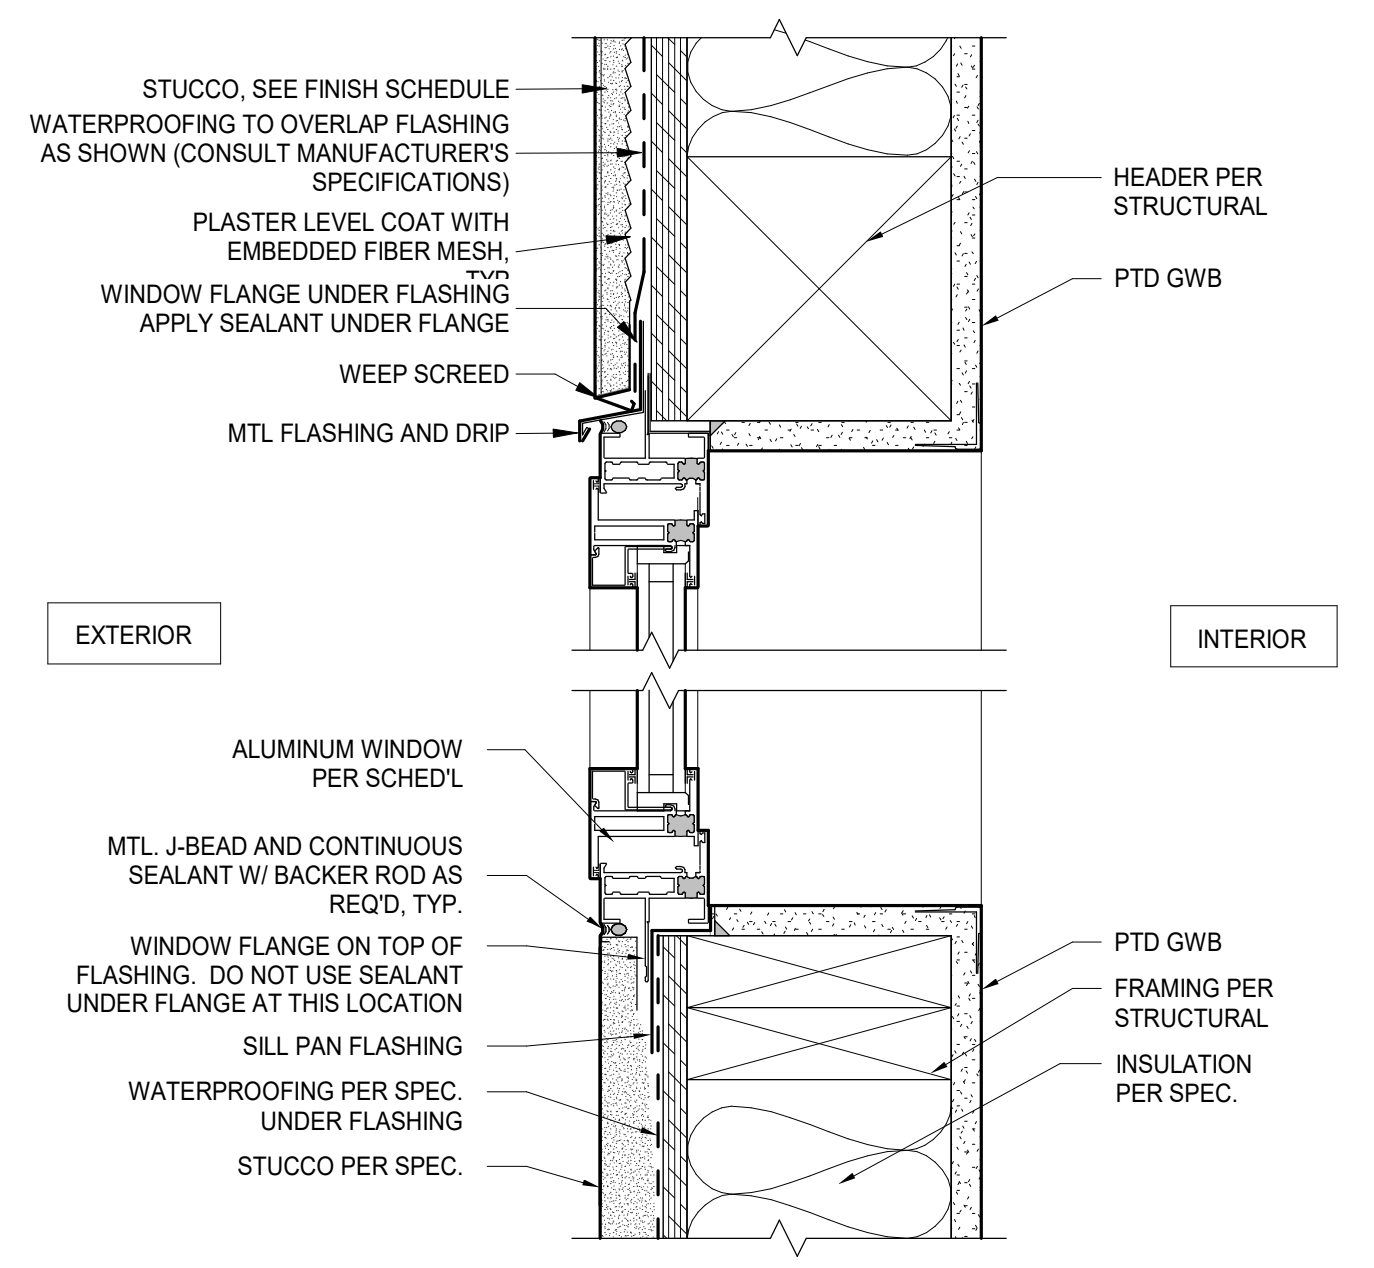 STUCCO, SEE FINISH SCHEDULE
WATERPROOFING TO OVERLAP FLASHING
AS SHOWN (CONSULT MANUFACTURER'S
SPECIFICATIONS)
PLASTER LEVEL COAT WITH
EMBEDDED FIBER MESH,
TYP
WINDOW FLANGE UNDER FLASHING
APPLY SEALANT UNDER FLANGE
WEEP SCREED
MTL FLASHING AND DRIP
HEADER PER
STRUCTURAL
PTD GWB
EXTERIOR
INTERIOR
ALUMINUM WINDOW
PER SCHED'L
MTL. J-BEAD AND CONTINUOUS
SEALANT W/ BACKER ROD AS
REQ'D, TYP.
WINDOW FLANGE ON TOP OF
FLASHING. DO NOT USE SEALANT
UNDER FLANGE AT THIS LOCATION
SILL PAN FLASHING
WATERPROOFING PER SPEC.
UNDER FLASHING
STUCCO PER SPEC.
PTD GWB
FRAMING PER
STRUCTURAL
INSULATION
PER SPEC.